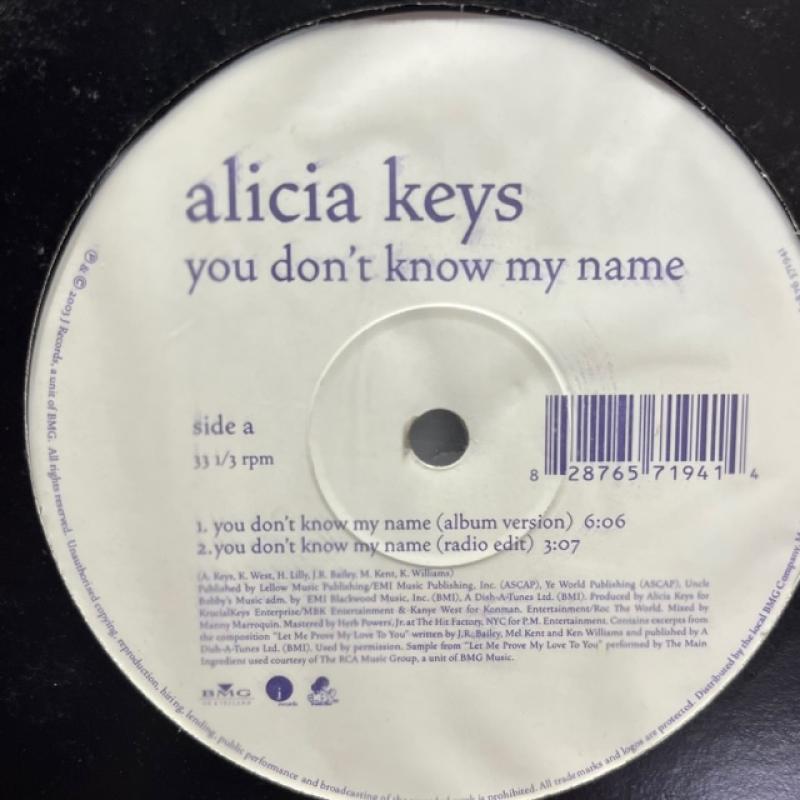 alicia keys
you don't know my name
side a
33 1/3 rpm
8 28765 71941 4
1. you don't know my name (album version) 6:06
2. you don't know my name (radio edit) 3:07
(A. Keys, K. West, H. Lilly, J.R. Bailey, M. Kent, K. Williams)
Published by Lellow Music Publishing/EMI Music Publishing, Inc. (ASCAP), Ye World Publishing (ASCAP), Uncle
Bobby's Music adm. by EMI Blackwood Music, Inc. (BMI), A Dish-A-Tunes Ltd. (BMI). Produced by Alicia Keys for
KrucialKeys Enterprise/MBK Entertainment & Kanye West for Konman. Entertainment/Roc The World. Mixed by
Manny Marroquin. Mastered by Herb Powers, Jr. at The Hit Factory, NYC for P.M. Entertainment. Contains excerpts from
the composition "Let Me Prove My Love To You" written by J.R. Bailey, Mel Kent and Ken Williams and published by A
Dish-A-Tunes Ltd. (BMI). Used by permission. Sample from "Let Me Prove My Love To You" performed by The Main
Ingredient used courtesy of The RCA Music Group, a unit of BMG Music.
BMG
j records
℗ & © 2003 J Records, a unit of BMG. All rights reserved. Unauthorised copying, reproduction, hiring, lending, public performance and broadcasting of the prohibited. All trademarks and logos are protected. Distributed by the local BMG Company.